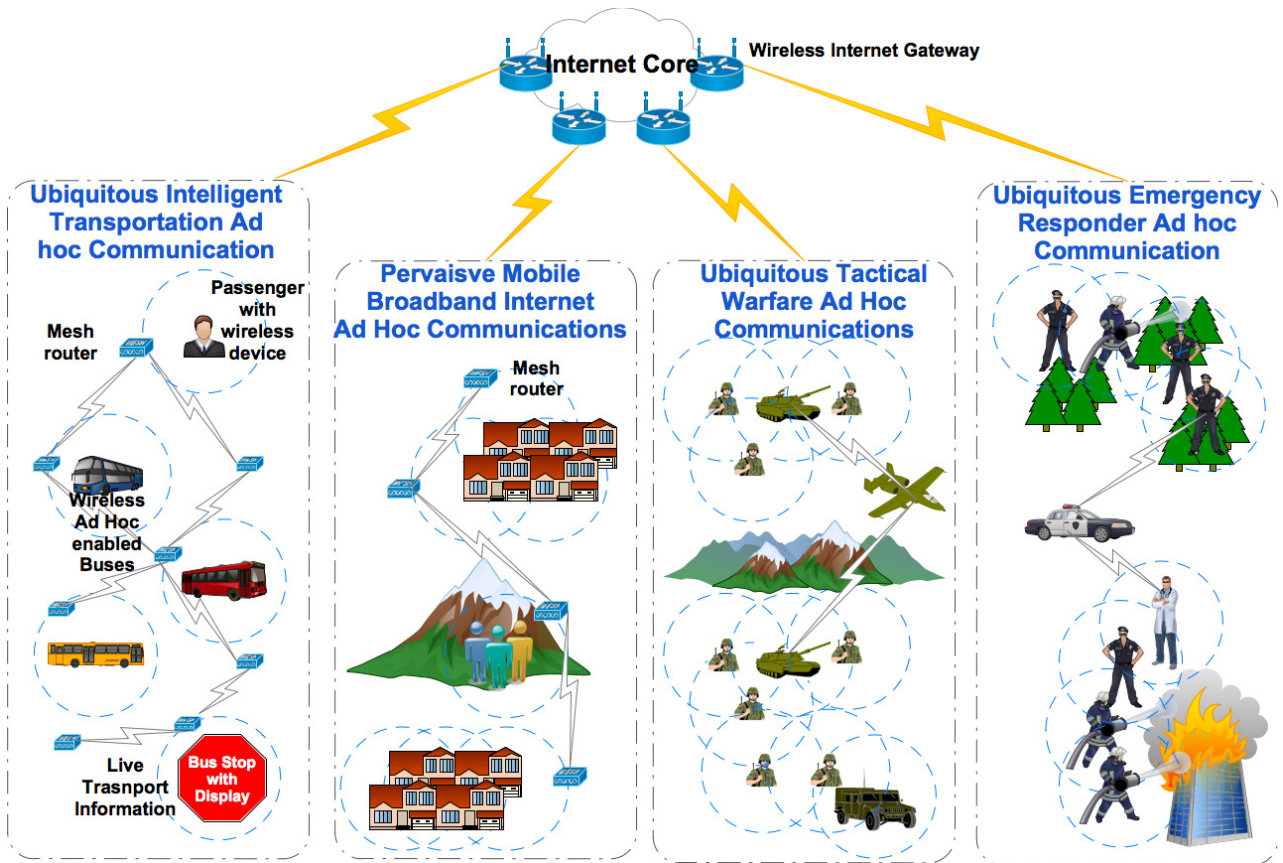 Internet Core
Wireless Internet Gateway
Ubiquitous Intelligent
Transportation Ad
hoc Communication
Passenger
with
wireless
device
Mesh
router
Wireless
Ad Hoc
enabled
Buses
Live
Trasnport
Information
Bus Stop
with
Display
Pervaisve Mobile
Broadband Internet
Ad Hoc Communications
Mesh
router
Ubiquitous Tactical
Warfare Ad Hoc
Communications
Ubiquitous Emergency
Responder Ad hoc
Communication